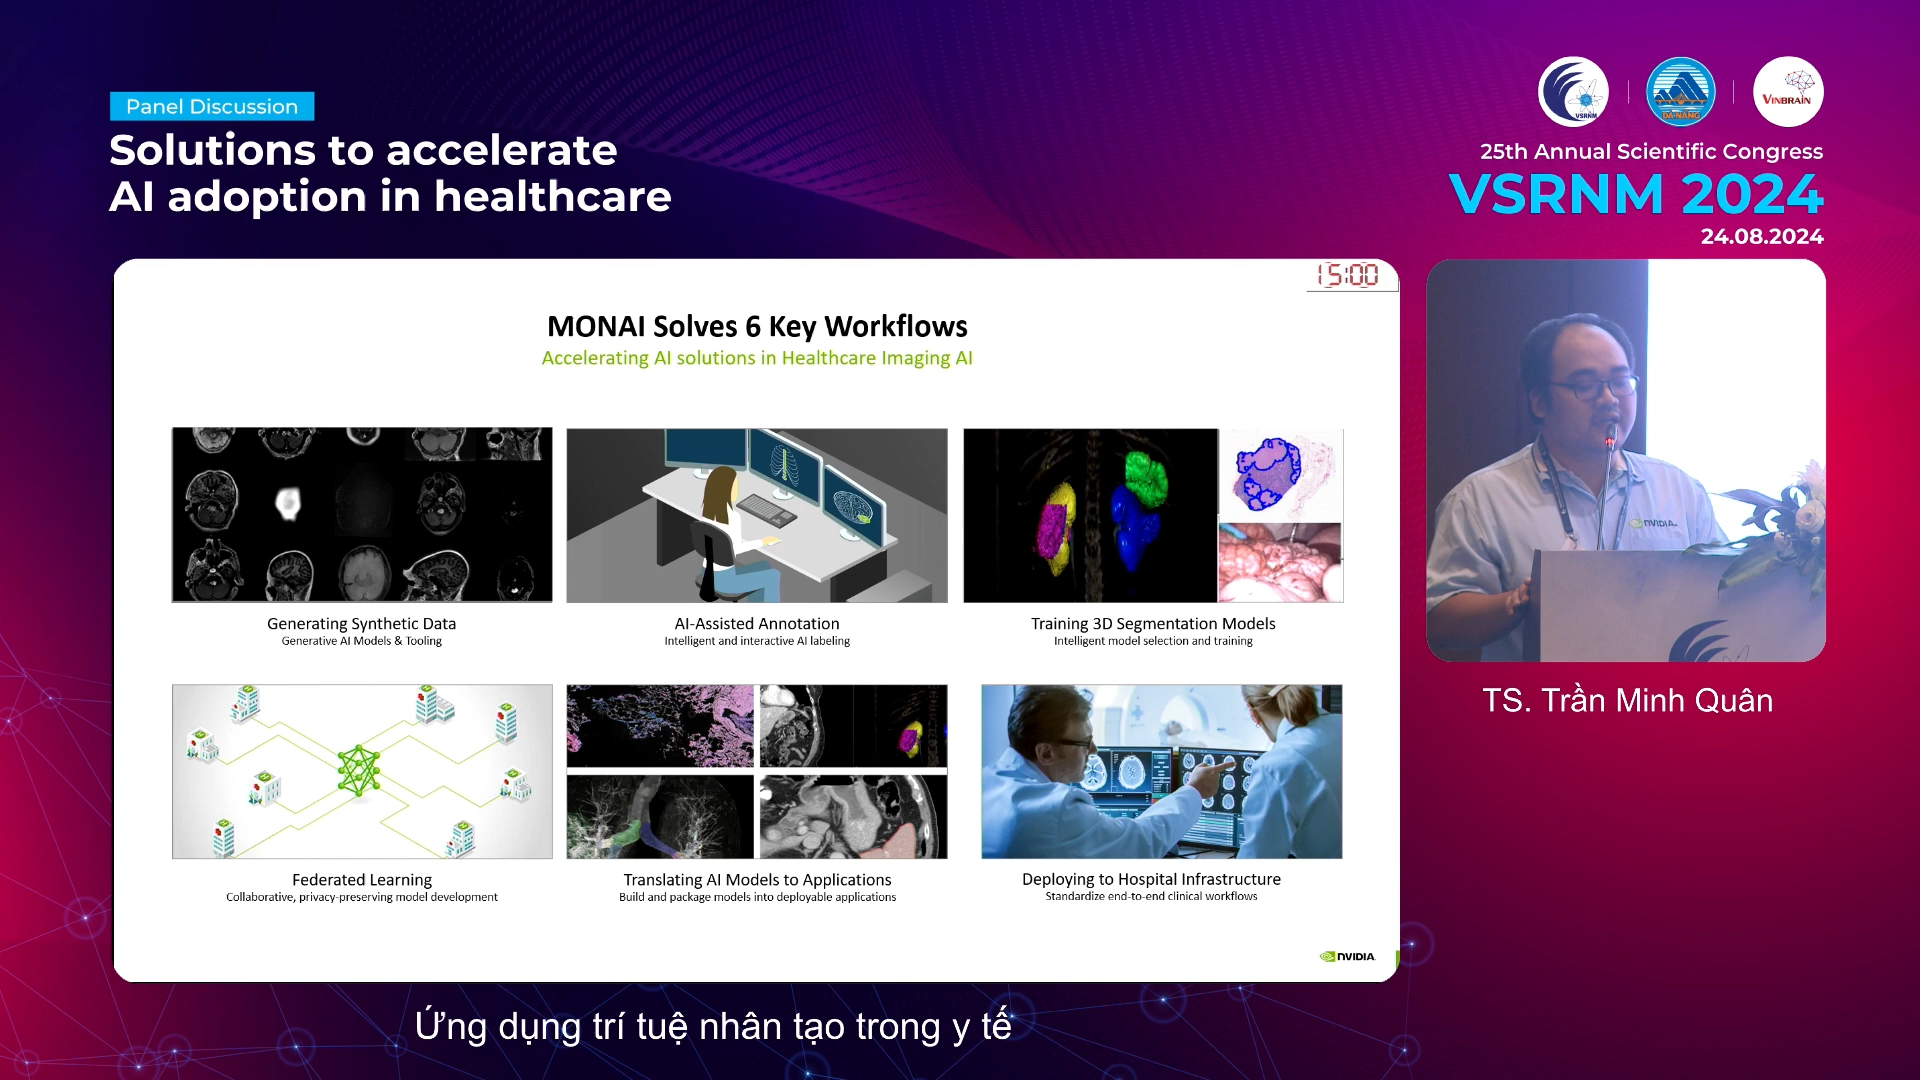 Panel Discussion
Solutions to accelerate
AI adoption in healthcare
VSRNM
DA NANG
VINBRAIN
25th Annual Scientific Congress
VSRNM 2024
24.08.2024
15:00
MONAI Solves 6 Key Workflows
Accelerating AI solutions in Healthcare Imaging AI
Generating Synthetic Data
Generative AI Models & Tooling
AI-Assisted Annotation
Intelligent and interactive AI labeling
Training 3D Segmentation Models
Intelligent model selection and training
Federated Learning
Collaborative, privacy-preserving model development
Translating AI Models to Applications
Build and package models into deployable applications
Deploying to Hospital Infrastructure
Standardize end-to-end clinical workflows
NVIDIA.
NVIDIA.
TS. Trần Minh Quân
Ứng dụng trí tuệ nhân tạo trong y tế